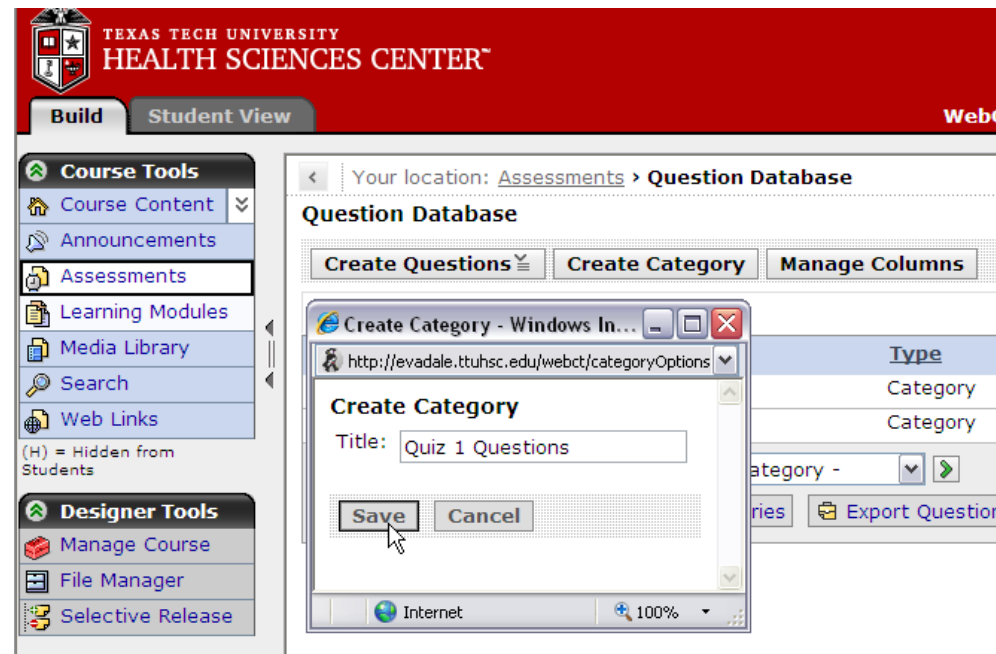 TEXAS TECH UNIVERSITY
HEALTH SCIENCES CENTER™
Build
Student View
Course Tools
Course Content
Announcements
Assessments
Learning Modules
Media Library
Search
Web Links
(H) = Hidden from
Students
Designer Tools
Manage Course
File Manager
Selective Release
Your location: Assessments › Question Database
Question Database
Create Questions
Create Category
Manage Columns
Create Category - Windows In...
http://evadale.ttuhsc.edu/webct/categoryOptions
Create Category
Title: Quiz 1 Questions
Save
Cancel
Internet
100%
Type
Category
Category
Export